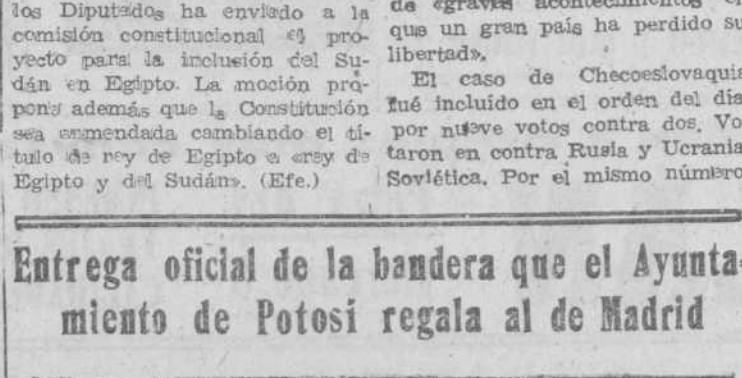 los Diputados ha enviado a la
comisión constitucional el pro-
yecto para la inclusión del Su-
dán en Egipto. La moción pro-
pone además que la Constitución
sea enmendada cambiando el tí-
tulo de rey de Egipto a «rey de
Egipto y del Sudán». (Efe.)
de «graves acontecimientos en
que un gran país ha perdido su
libertad».
El caso de Checoeslovaquia
fué incluído en el orden del día
por nueve votos contra dos. Vo-
taron en contra Rusia y Ucrania
Soviética. Por el mismo número
Entrega oficial de la bandera que el Ayunta-
miento de Potosí regala al de Madrid